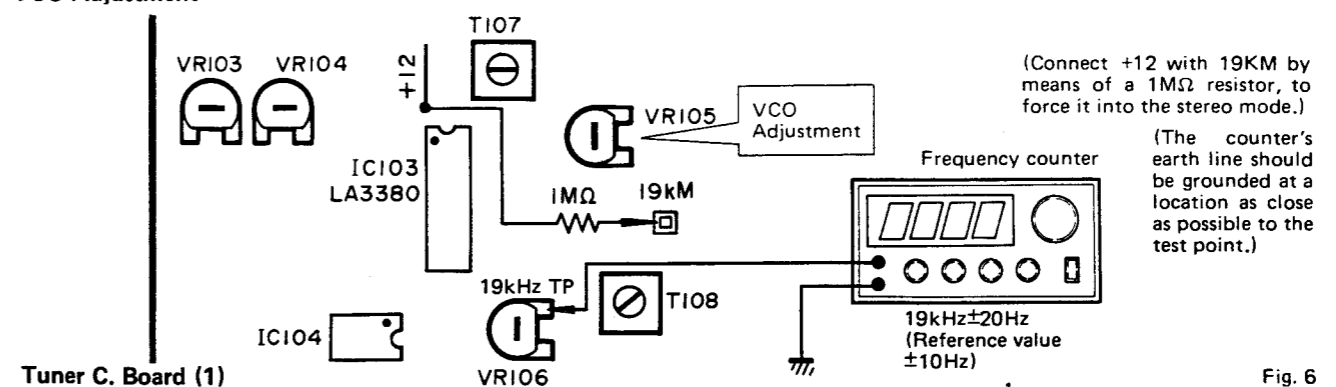 T107
VR103
VR104
+12
(Connect +12 with 19KM by
means of a 1MΩ resistor, to
force it into the stereo mode.)
VR105
VCO
Adjustment
(The counter's
earth line should
be grounded at a
location as close
as possible to the
test point.)
Frequency counter
IC103
LA3380
1MΩ
19kM
19kHz TP
T108
IC104
VR106
19kHz±20Hz
(Reference value
±10Hz)
Tuner C. Board (1)
Fig. 6